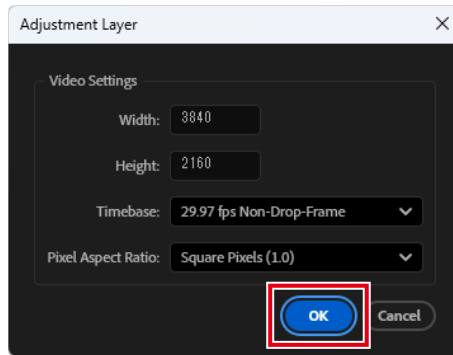 Adjustment Layer
Video Settings
Width: 3840
Height: 2160
Timebase: 29.97 fps Non-Drop-Frame
Pixel Aspect Ratio: Square Pixels (1.0)
OK Cancel